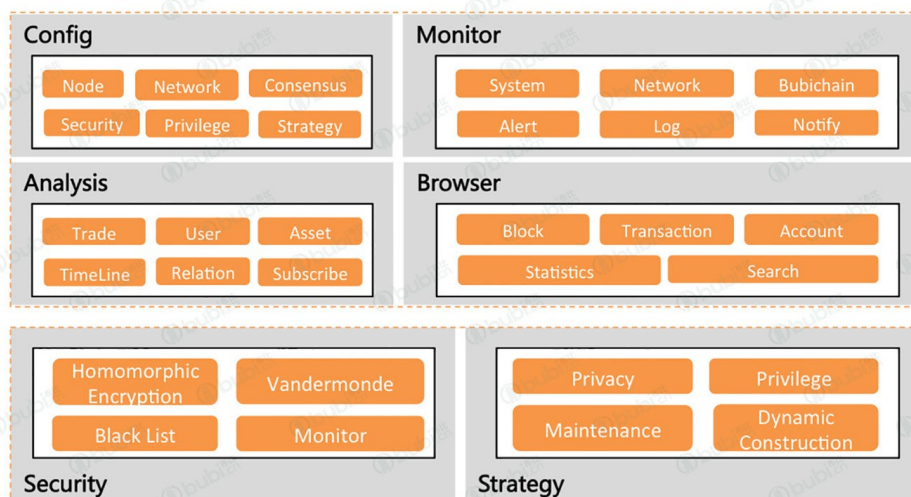 Config
Node
Network
Consensus
Security
Privilege
Strategy
Monitor
System
Network
Bubichain
Alert
Log
Notify
Analysis
Trade
User
Asset
TimeLine
Relation
Subscribe
Browser
Block
Transaction
Account
Statistics
Search
Homomorphic
Encryption
Vandermonde
Black List
Monitor
Security
Privacy
Privilege
Maintenance
Dynamic
Construction
Strategy